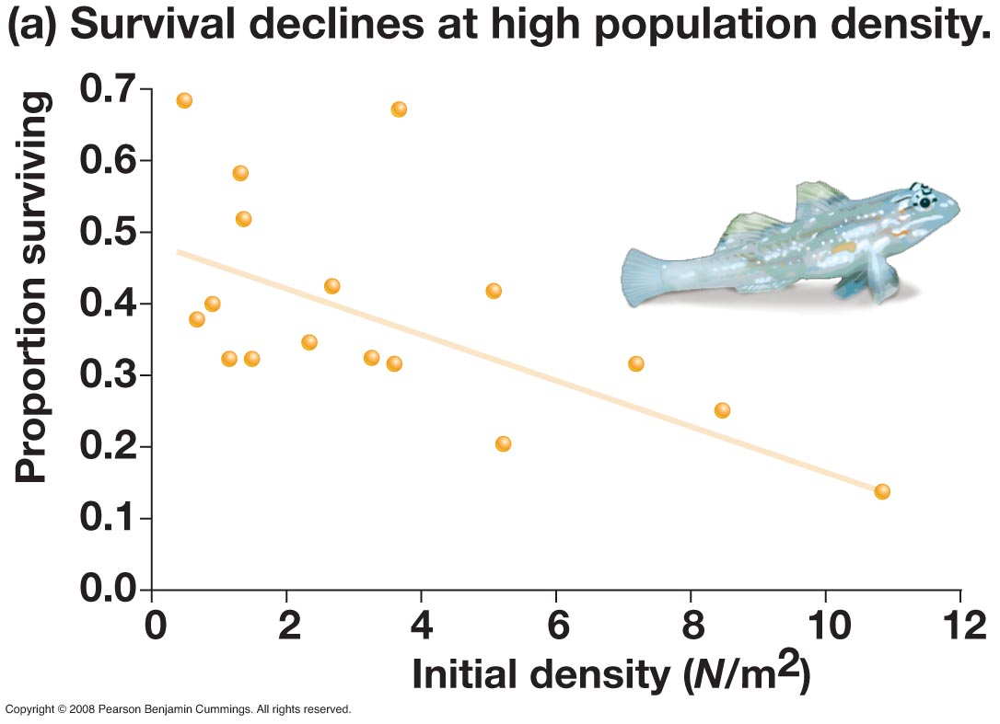 (a) Survival declines at high population density.
Proportion surviving
0.7
0.6
0.5
0.4
0.3
0.2
0.1
0.0
0 2 4 6 8 10 12
Initial density (N/m²)
Copyright © 2008 Pearson Benjamin Cummings. All rights reserved.